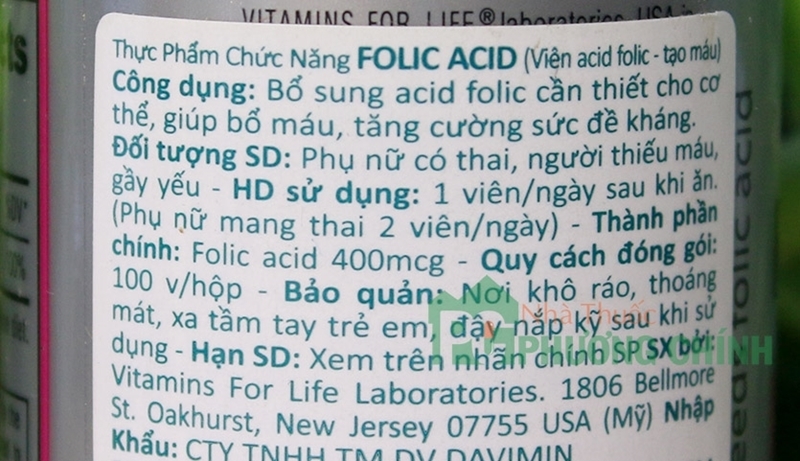 VITAMINS FOR LIFE® laboratories, USA
Thực Phẩm Chức Năng FOLIC ACID (Viện acid folic - tạo máu)
Công dụng: Bổ sung acid folic cần thiết cho cơ
thể, giúp bổ máu, tăng cường sức đề kháng.
Đối tượng SD: Phụ nữ có thai, người thiếu máu,
gầy yếu - HD sử dụng: 1 viên/ngày sau khi ăn.
(Phụ nữ mang thai 2 viên/ngày) - Thành phần
chính: Folic acid 400mcg - Quy cách đóng gói:
100 v/hộp - Bảo quản: Nơi khô ráo, thoáng
mát, xa tầm tay trẻ em, đậy nắp kỹ sau khi sử
dụng - Hạn SD: Xem trên nhãn chính SP SX bởi:
Vitamins For Life Laboratories. 1806 Bellmore
St. Oakhurst, New Jersey 07755 USA (Mỹ) Nhập
Khẩu: CTY TNHH TM DV DAVIMIN
Nhà Thuốc
PHƯƠNG CHÍNH
folic acid